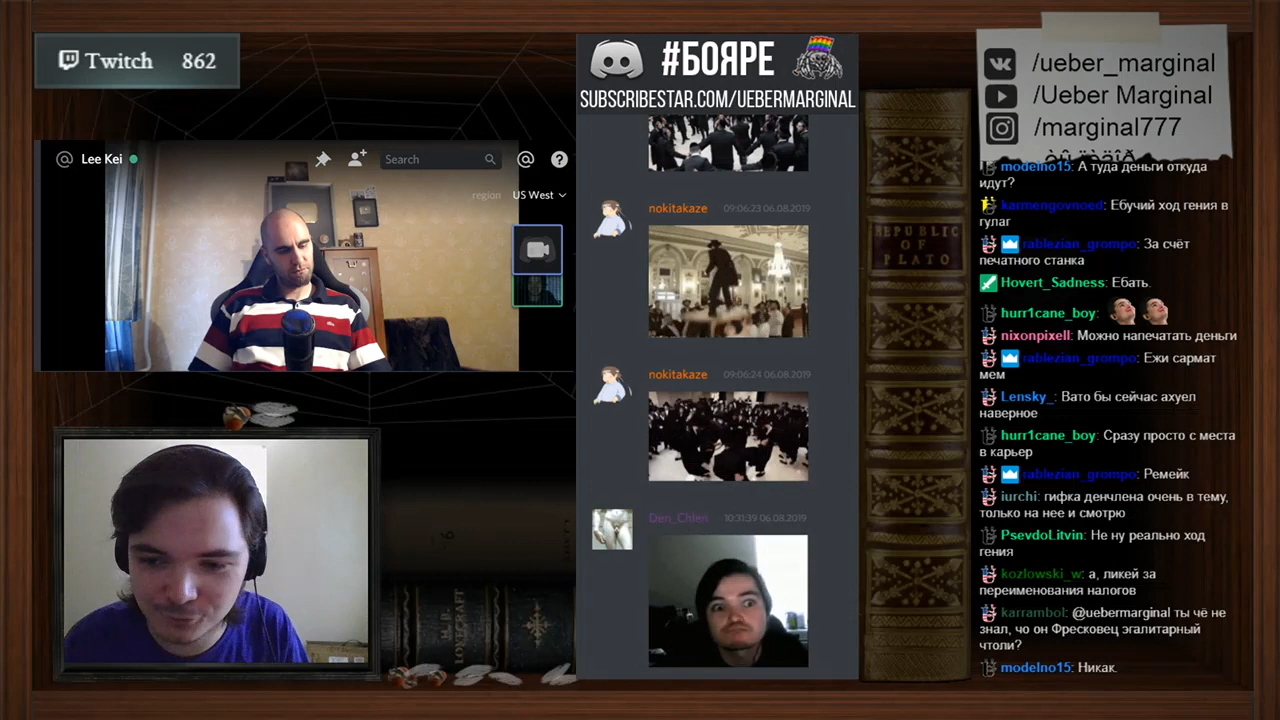 Twitch 862
Lee Kei
Search
region US West
#БОЯРЕ
SUBSCRIBESTAR.COM/UEBERMARGINAL
nokitakaze 09:06:23 06.08.2019
nokitakaze 09:06:24 06.08.2019
Den_Chlen 10:31:39 06.08.2019
H.P. LOVECRAFT
REPUBLIC
OF
PLATO
/ueber_marginal
/Ueber Marginal
/marginal777
modelno15: А туда деньги откуда
идут?
karmengovnoed: Ебучий ход гения в
гулаг
rablezian_grompo: За счёт
печатного станка
Hovert_Sadness: Ебать.
hurr1cane_boy:
nixonpixell: Можно напечатать деньги
rablezian_grompo: Ежи сармат
мем
Lensky_: Вато бы сейчас ахуел
наверное
hurr1cane_boy: Сразу просто с места
в карьер
rablezian_grompo: Ремейк
iurchi: гифка денчлена очень в тему,
только на нее и смотрю
PsevdoLitvin: Не ну реально ход
гения
kozlowski_w: а, ликей за
переименования налогов
karrambol: @uebermarginal ты чё не
знал, чо он Фресковец эгалитарный
чтоли?
modelno15: Никак.